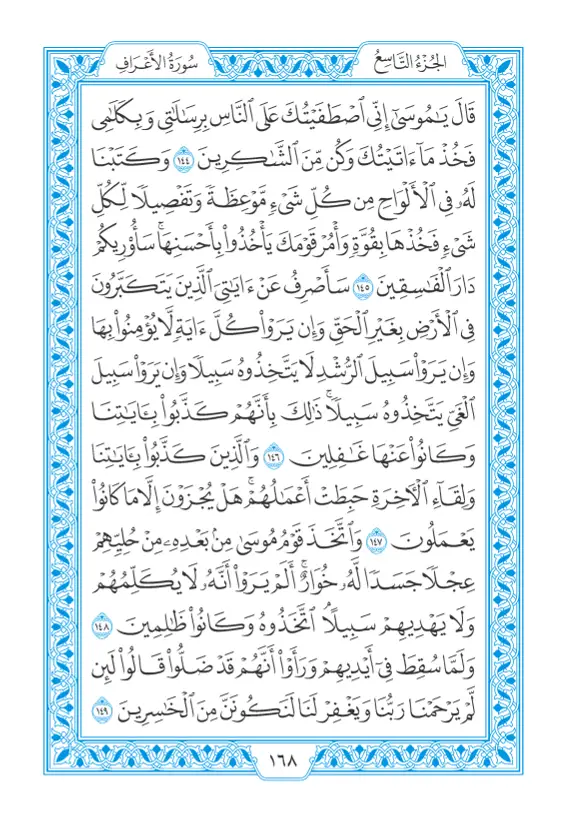 الجُزْءُ التَّاسِعُ
سُورَةُ الأَعْرَافِ
قَالَ يَٰمُوسَىٰٓ إِنِّي ٱصْطَفَيْتُكَ عَلَى ٱلنَّاسِ بِرِسَٰلَٰتِي وَبِكَلَٰمِي
فَخُذْ مَآ ءَاتَيْتُكَ وَكُن مِّنَ ٱلشَّٰكِرِينَ ١٤٤ وَكَتَبْنَا
لَهُۥ فِي ٱلْأَلْوَاحِ مِن كُلِّ شَيْءٍ مَّوْعِظَةً وَتَفْصِيلًا لِّكُلِّ
شَيْءٍ فَخُذْهَا بِقُوَّةٍ وَأْمُرْ قَوْمَكَ يَأْخُذُوا۟ بِأَحْسَنِهَا ۚ سَأُو۟رِيكُمْ
دَارَ ٱلْفَٰسِقِينَ ١٤٥ سَأَصْرِفُ عَنْ ءَايَٰتِيَ ٱلَّذِينَ يَتَكَبَّرُونَ
فِي ٱلْأَرْضِ بِغَيْرِ ٱلْحَقِّ وَإِن يَرَوْا۟ كُلَّ ءَايَةٍ لَّا يُؤْمِنُوا۟ بِهَا
وَإِن يَرَوْا۟ سَبِيلَ ٱلرُّشْدِ لَا يَتَّخِذُوهُ سَبِيلًا وَإِن يَرَوْا۟ سَبِيلَ
ٱلْغَيِّ يَتَّخِذُوهُ سَبِيلًا ۚ ذَٰلِكَ بِأَنَّهُمْ كَذَّبُوا۟ بِـَٔايَٰتِنَا
وَكَانُوا۟ عَنْهَا غَٰفِلِينَ ١٤٦ وَٱلَّذِينَ كَذَّبُوا۟ بِـَٔايَٰتِنَا
وَلِقَآءِ ٱلْءَاخِرَةِ حَبِطَتْ أَعْمَٰلُهُمْ ۚ هَلْ يُجْزَوْنَ إِلَّا مَا كَانُوا۟
يَعْمَلُونَ ١٤٧ وَٱتَّخَذَ قَوْمُ مُوسَىٰ مِنۢ بَعْدِهِۦ مِنْ حُلِيِّهِمْ
عِجْلًا جَسَدًا لَّهُۥ خُوَارٌ ۚ أَلَمْ يَرَوْا۟ أَنَّهُۥ لَا يُكَلِّمُهُمْ
وَلَا يَهْدِيهِمْ سَبِيلًا ۘ ٱتَّخَذُوهُ وَكَانُوا۟ ظَٰلِمِينَ ١٤٨
وَلَمَّا سُقِطَ فِيٓ أَيْدِيهِمْ وَرَأَوْا۟ أَنَّهُمْ قَدْ ضَلُّوا۟ قَالُوا۟ لَئِن
لَّمْ يَرْحَمْنَا رَبُّنَا وَيَغْفِرْ لَنَا لَنَكُونَنَّ مِنَ ٱلْخَٰسِرِينَ ١٤٩
١٦٨